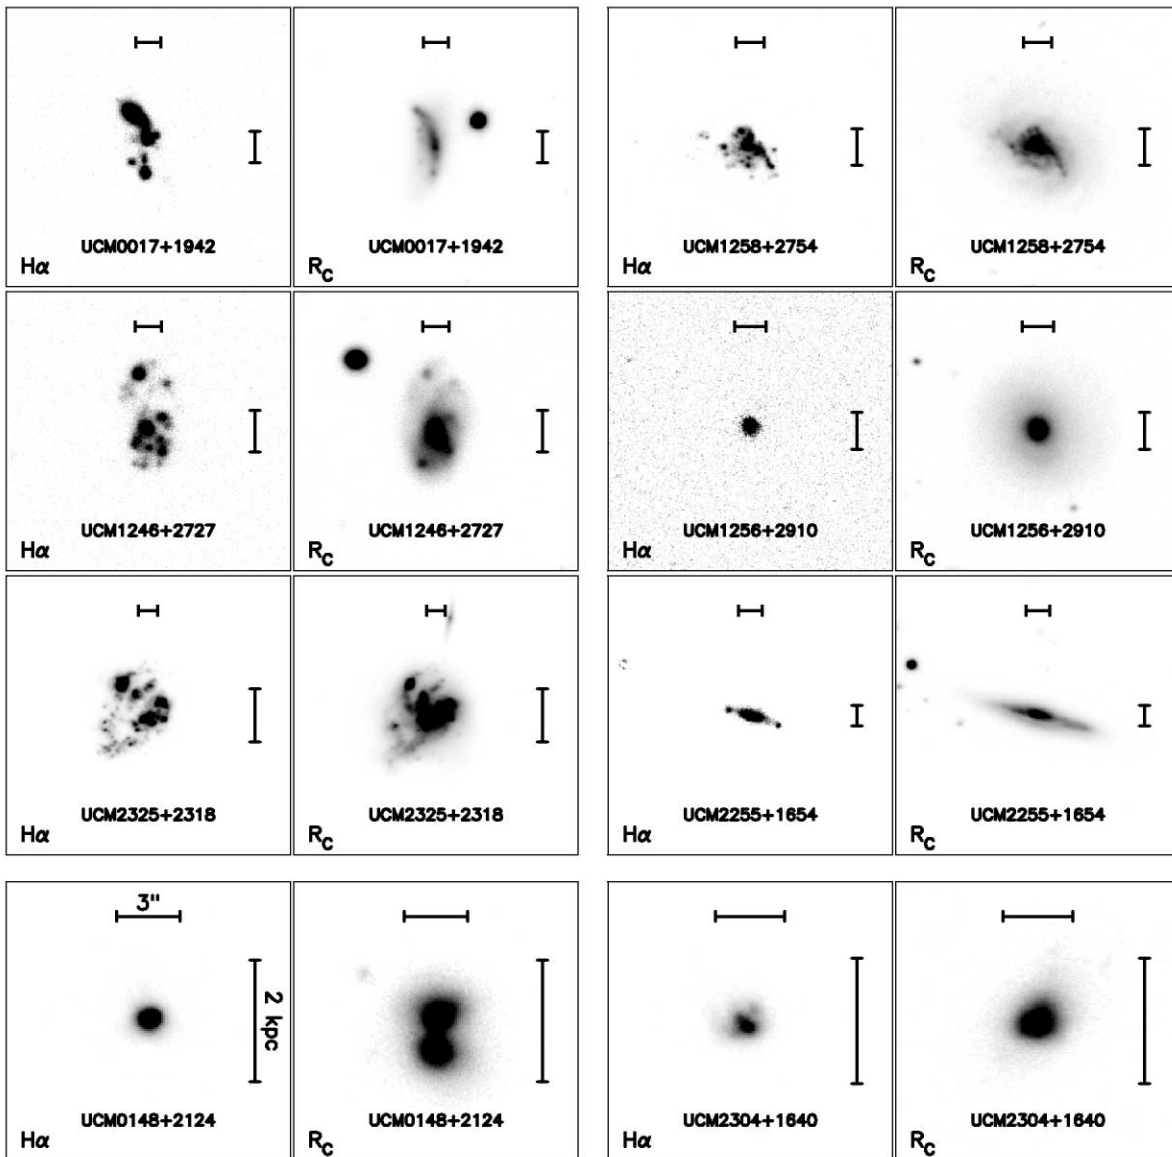 UCM0017+1942
Hα
UCM0017+1942
R_C
UCM1258+2754
Hα
UCM1258+2754
R_C
UCM1246+2727
Hα
UCM1246+2727
R_C
UCM1256+2910
Hα
UCM1256+2910
R_C
UCM2325+2318
Hα
UCM2325+2318
R_C
UCM2255+1654
Hα
UCM2255+1654
R_C
3"
2 kpc
UCM0148+2124
Hα
UCM0148+2124
R_C
UCM2304+1640
Hα
UCM2304+1640
R_C